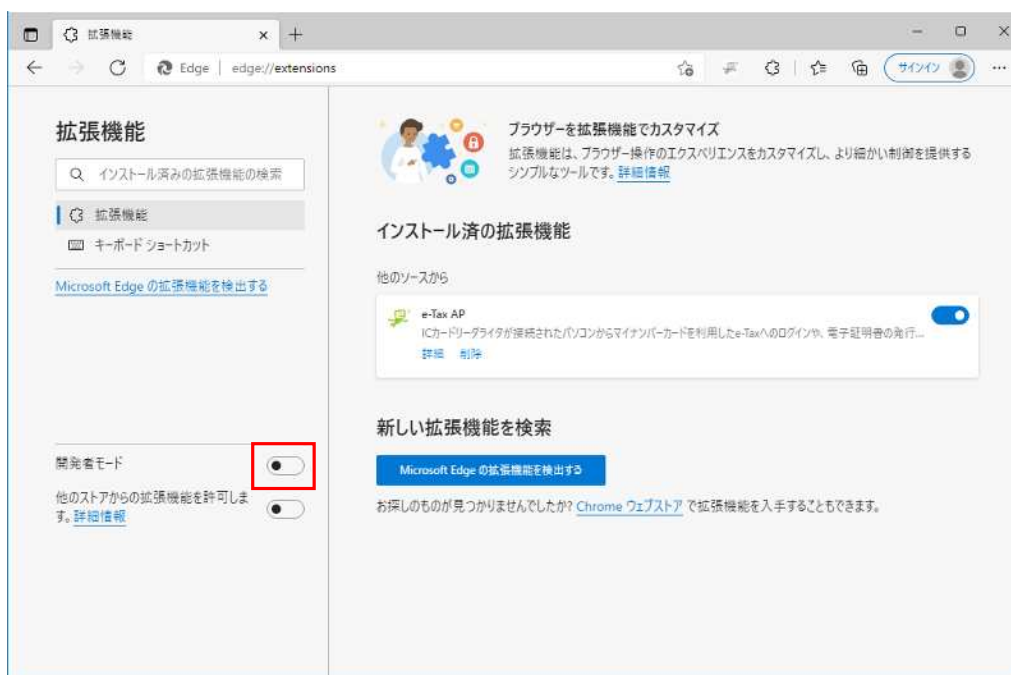 拡張機能
Edge
edge://extensions
サインイン
拡張機能
インストール済みの拡張機能の検索
拡張機能
キーボード ショートカット
Microsoft Edge の拡張機能を検出する
開発者モード
他のストアからの拡張機能を許可しま
す。詳細情報
ブラウザーを拡張機能でカスタマイズ
拡張機能は、ブラウザー操作のエクスペリエンスをカスタマイズし、より細かい制御を提供する
シンプルなツールです。詳細情報
インストール済の拡張機能
他のソースから
e-Tax AP
ICカードリーダライタが接続されたパソコンからマイナンバーカードを利用したe-Taxへのログインや、電子証明書の発行...
詳細 削除
新しい拡張機能を検索
Microsoft Edge の拡張機能を検出する
お探しのものが見つかりませんでしたか? Chrome ウェブストア で拡張機能を入手することもできます。